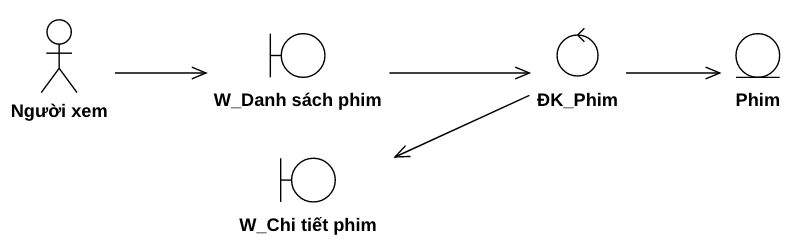 Người xem
W_Danh sách phim
ĐK_Phim
Phim
W_Chi tiết phim